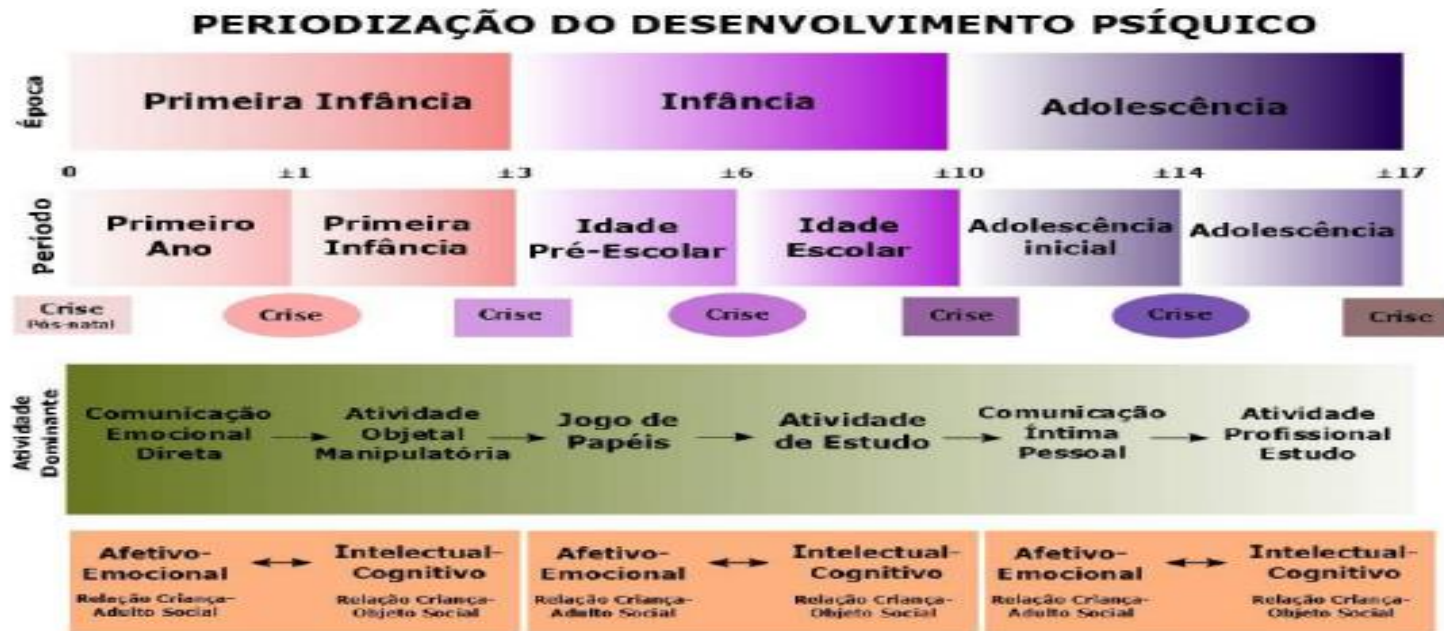 PERIODIZAÇÃO DO DESENVOLVIMENTO PSÍQUICO
Época
Primeira Infância
Infância
Adolescência
0 ±1 ±3 ±6 ±10 ±14 ±17
Período
Primeiro
Ano
Primeira
Infância
Idade
Pré-Escolar
Idade
Escolar
Adolescência
inicial
Adolescência
Crise
Pós-natal
Crise
Crise
Crise
Crise
Crise
Crise
Atividade
Dominante
Comunicação
Emocional
Direta
Atividade
Objetal
Manipulatória
Jogo de
Papéis
Atividade
de Estudo
Comunicação
Íntima
Pessoal
Atividade
Profissional
Estudo
Afetivo-
Emocional
Relação Criança-
Adulto Social
Intelectual-
Cognitivo
Relação Criança-
Objeto Social
Afetivo-
Emocional
Relação Criança-
Adulto Social
Intelectual-
Cognitivo
Relação Criança-
Objeto Social
Afetivo-
Emocional
Relação Criança-
Adulto Social
Intelectual-
Cognitivo
Relação Criança-
Objeto Social